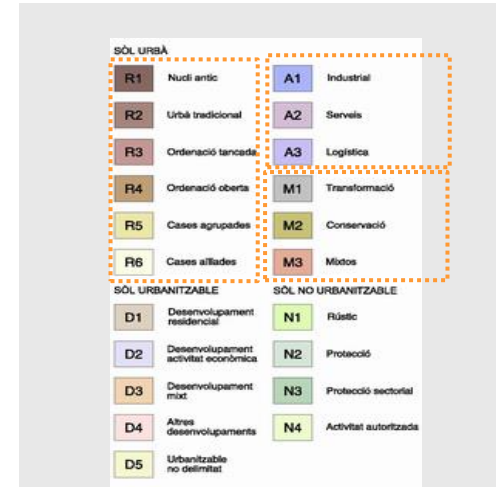 SÒL URBÀ
R1 Nucli antic
R2 Urbà tradicional
R3 Ordenació tancada
R4 Ordenació oberta
R5 Cases agrupades
R6 Cases aïllades
A1 Industrial
A2 Serveis
A3 Logística
M1 Transformació
M2 Conservació
M3 Mixtos
SÒL URBANITZABLE
D1 Desenvolupament
residencial
D2 Desenvolupament
activitat econòmica
D3 Desenvolupament
mixt
D4 Altres
desenvolupaments
D5 Urbanitzable
no delimitat
SÒL NO URBANITZABLE
N1 Rústic
N2 Protecció
N3 Protecció sectorial
N4 Activitat autoritzada